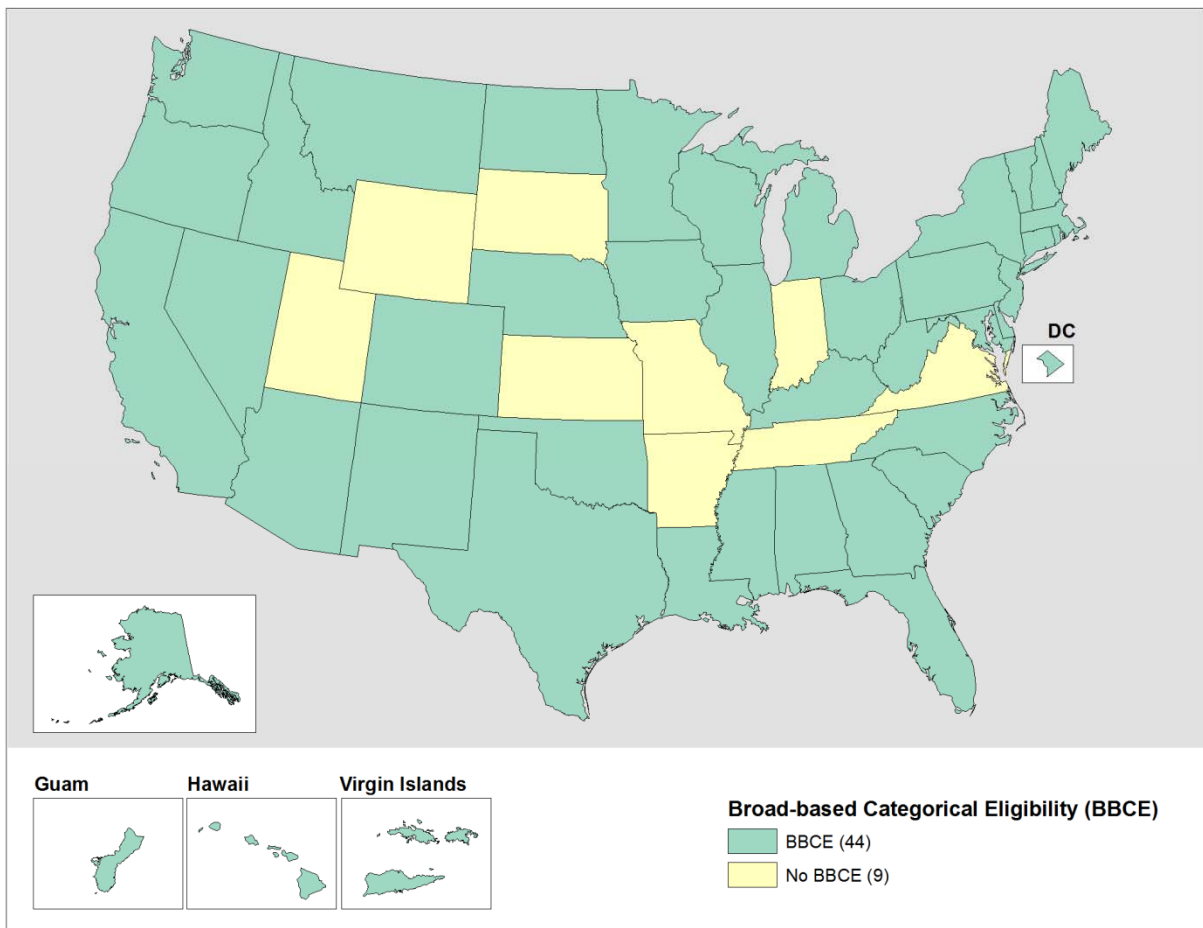 DC
Guam
Hawaii
Virgin Islands
Broad-based Categorical Eligibility (BBCE)
BBCE (44)
No BBCE (9)